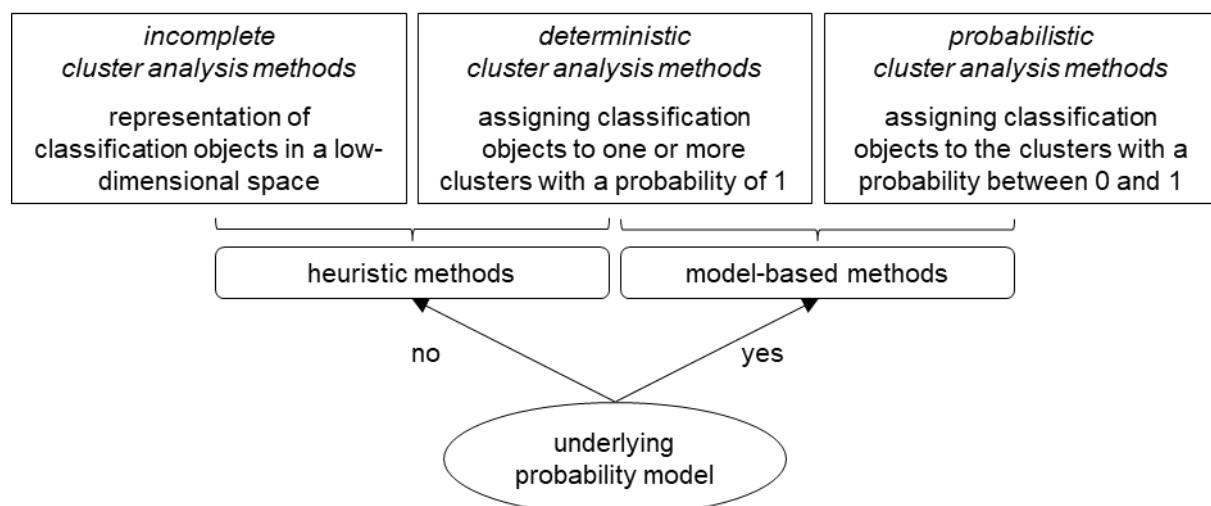 incomplete
cluster analysis methods
representation of
classification objects in a low-
dimensional space
deterministic
cluster analysis methods
assigning classification
objects to one or more
clusters with a probability of 1
probabilistic
cluster analysis methods
assigning classification
objects to the clusters with a
probability between 0 and 1
heuristic methods
model-based methods
no
yes
underlying
probability model